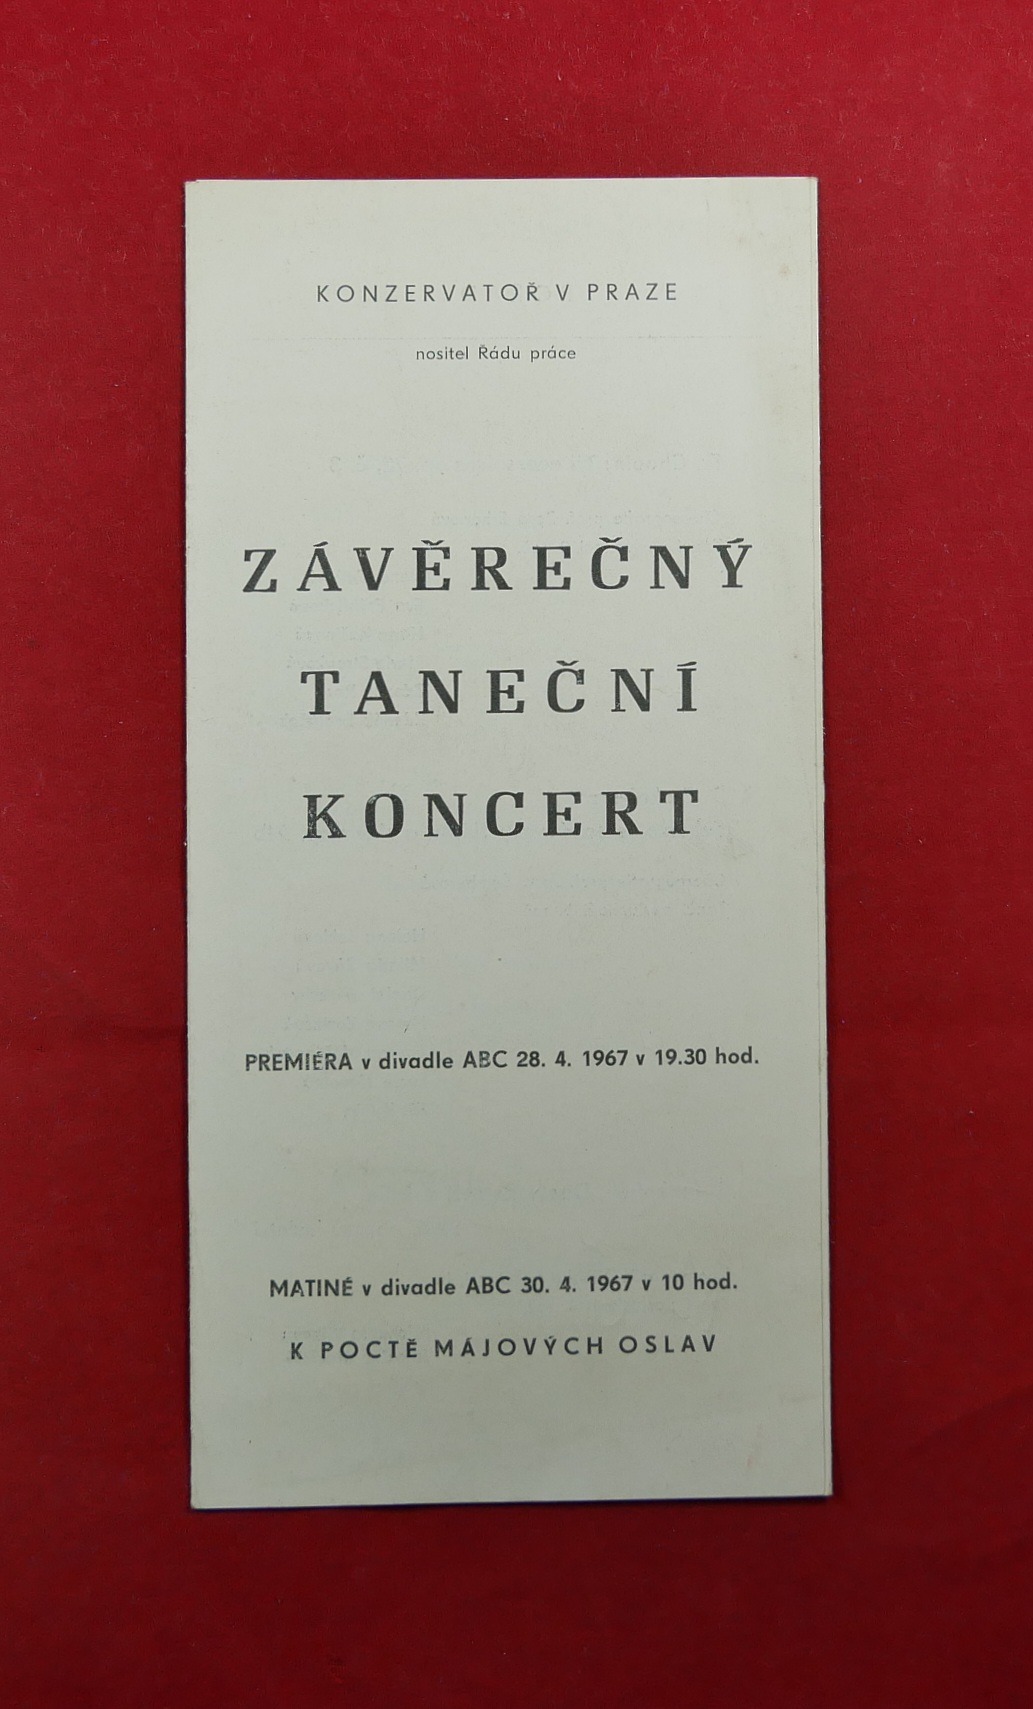 KONZERVATOŘ V PRAZE
nositel Řádu práce
ZÁVĚREČNÝ
TANEČNÍ
KONCERT
PREMIÉRA v divadle ABC 28. 4. 1967 v 19.30 hod.
MATINÉ v divadle ABC 30. 4. 1967 v 10 hod.
K POCTĚ MÁJOVÝCH OSLAV